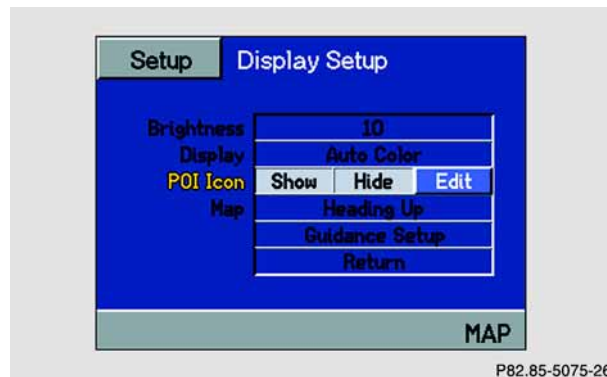 Setup Display Setup
Brightness 10
Display Auto Color
POI Icon Show Hide Edit
Map Heading Up
Guidance Setup
Return
MAP
P82.85-5075-26